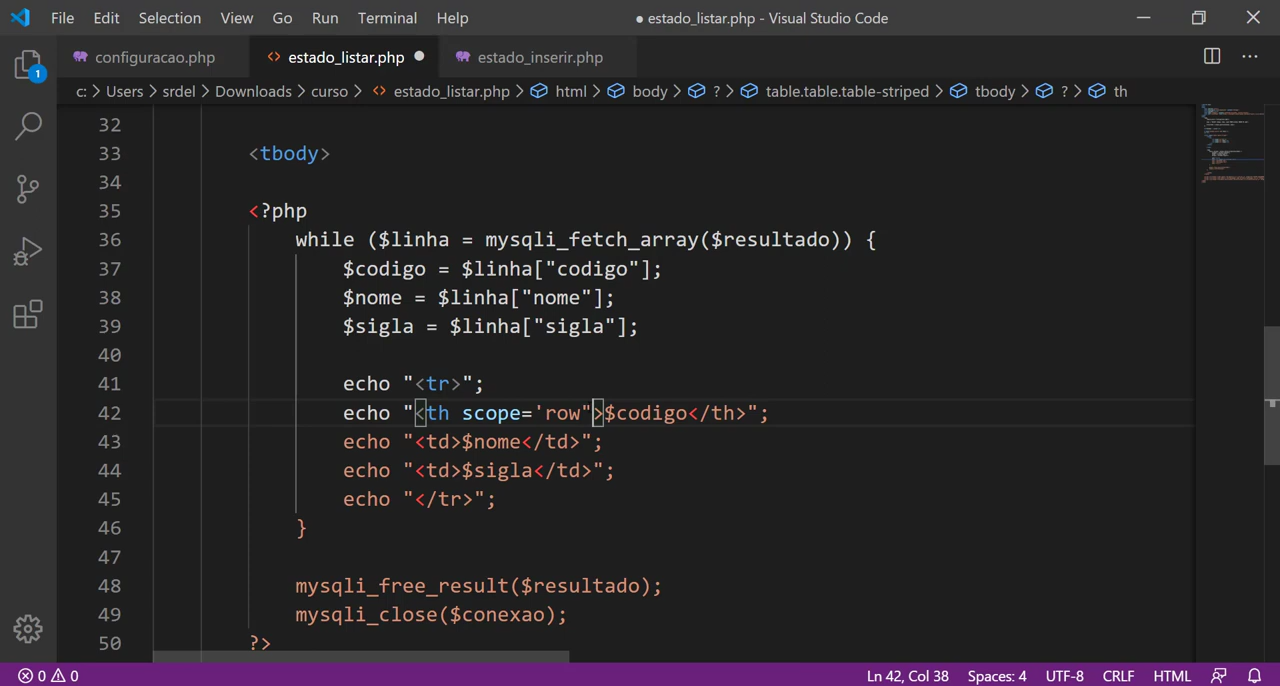 File Edit Selection View Go Run Terminal Help ● estado_listar.php - Visual Studio Code
configuracao.php estado_listar.php ● estado_inserir.php ···
1
c: > Users > srdel > Downloads > curso > estado_listar.php > html > body > ? > table.table.table-striped > tbody > ? > th
32
33 <tbody>
34
35 <?php
36 while ($linha = mysqli_fetch_array($resultado)) {
37 $codigo = $linha["codigo"];
38 $nome = $linha["nome"];
39 $sigla = $linha["sigla"];
40
41 echo "<tr>";
42 echo "<th scope='row">$codigo</th>";
43 echo "<td>$nome</td>";
44 echo "<td>$sigla</td>";
45 echo "</tr>";
46 }
47
48 mysqli_free_result($resultado);
49 mysqli_close($conexao);
50 ?>
0 0 Ln 42, Col 38 Spaces: 4 UTF-8 CRLF HTML